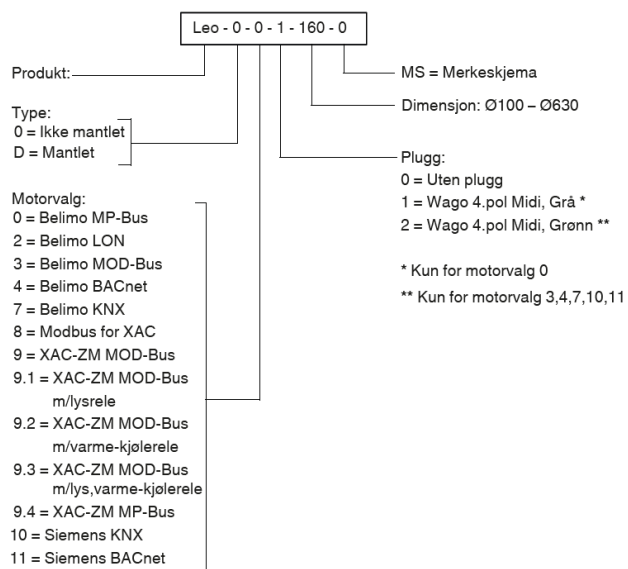 Leo - 0 - 0 - 1 - 160 - 0
Produkt:
Type:
0 = Ikke mantlet
D = Mantlet
Motorvalg:
0 = Belimo MP-Bus
2 = Belimo LON
3 = Belimo MOD-Bus
4 = Belimo BACnet
7 = Belimo KNX
8 = Modbus for XAC
9 = XAC-ZM MOD-Bus
9.1 = XAC-ZM MOD-Bus
m/lysrele
9.2 = XAC-ZM MOD-Bus
m/varme-kjølerele
9.3 = XAC-ZM MOD-Bus
m/lys,varme-kjølerele
9.4 = XAC-ZM MP-Bus
10 = Siemens KNX
11 = Siemens BACnet
MS = Merkeskjema
Dimensjon: Ø100 – Ø630
Plugg:
0 = Uten plugg
1 = Wago 4.pol Midi, Grå *
2 = Wago 4.pol Midi, Grønn **
* Kun for motorvalg 0
** Kun for motorvalg 3,4,7,10,11